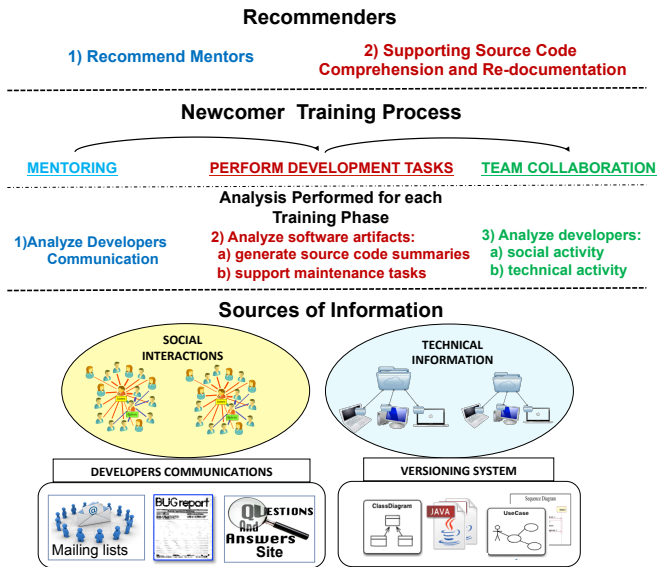 Recommenders
1) Recommend Mentors
2) Supporting Source Code
Comprehension and Re-documentation
Newcomer Training Process
MENTORING
PERFORM DEVELOPMENT TASKS
TEAM COLLABORATION
Analysis Performed for each
Training Phase
1)Analyze Developers
Communication
2) Analyze software artifacts:
a) generate source code summaries
b) support maintenance tasks
3) Analyze developers:
a) social activity
b) technical activity
Sources of Information
SOCIAL
INTERACTIONS
TECHNICAL
INFORMATION
DEVELOPERS COMMUNICATIONS
VERSIONING SYSTEM
@
Mailing lists
BUGreport
QUESTIONS
And
Answers
Site
ClassDiagram
JAVA
Sequence Diagram
UseCase